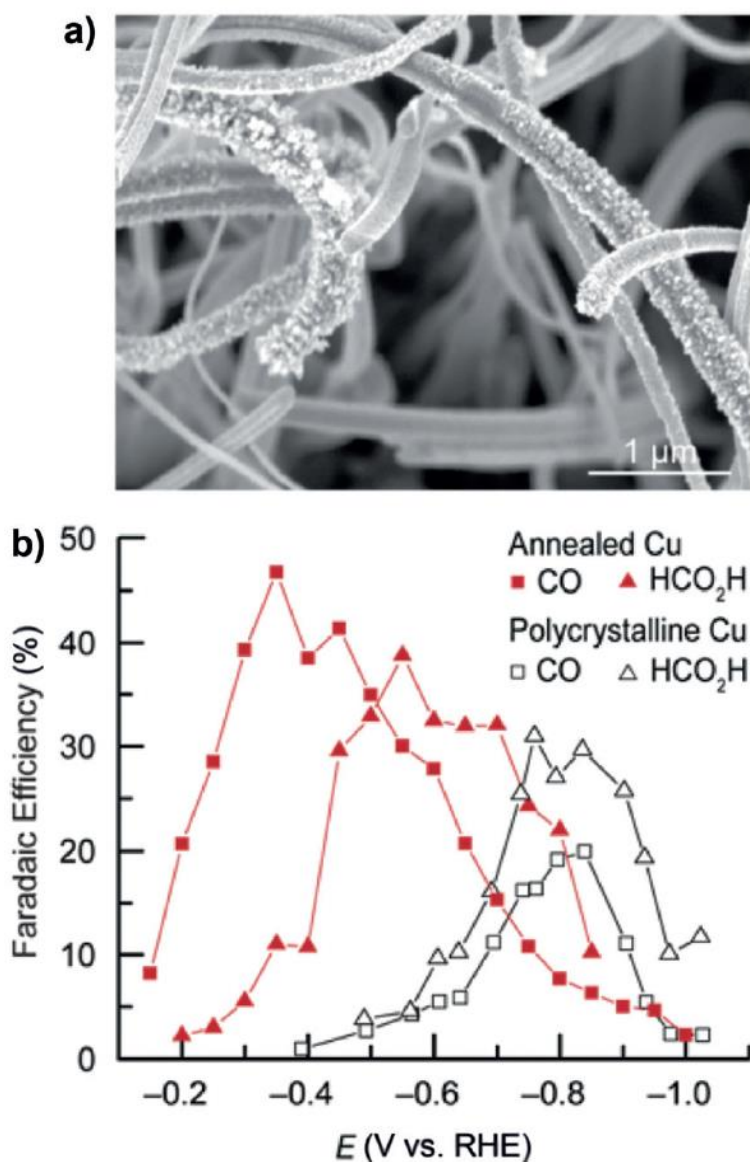 a)
1 μm
b)
Annealed Cu
CO HCO₂H
Polycrystalline Cu
CO HCO₂H
50
40
30
20
10
0
Faradaic Efficiency (%)
–0.2 –0.4 –0.6 –0.8 –1.0
E (V vs. RHE)